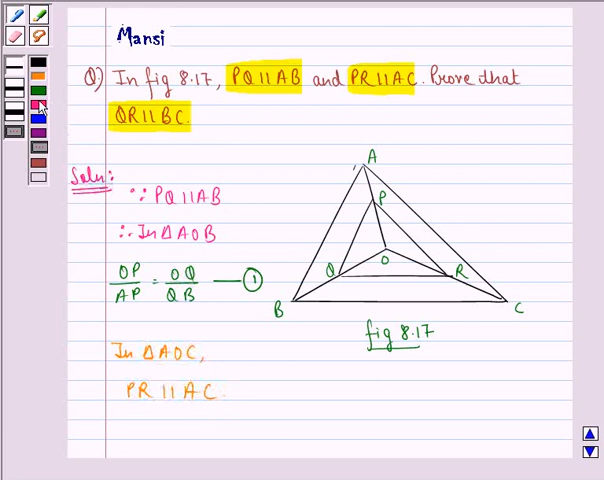 Mansi
Q) In fig 8.17, PQ || AB and PR || AC. Prove that
QR || BC.
Soln:
∵ PQ || AB
∴ In △AOB
OP/AP = OQ/QB — ①
In △AOC,
PR || AC.
A
P
O
Q
R
B
C
fig 8.17